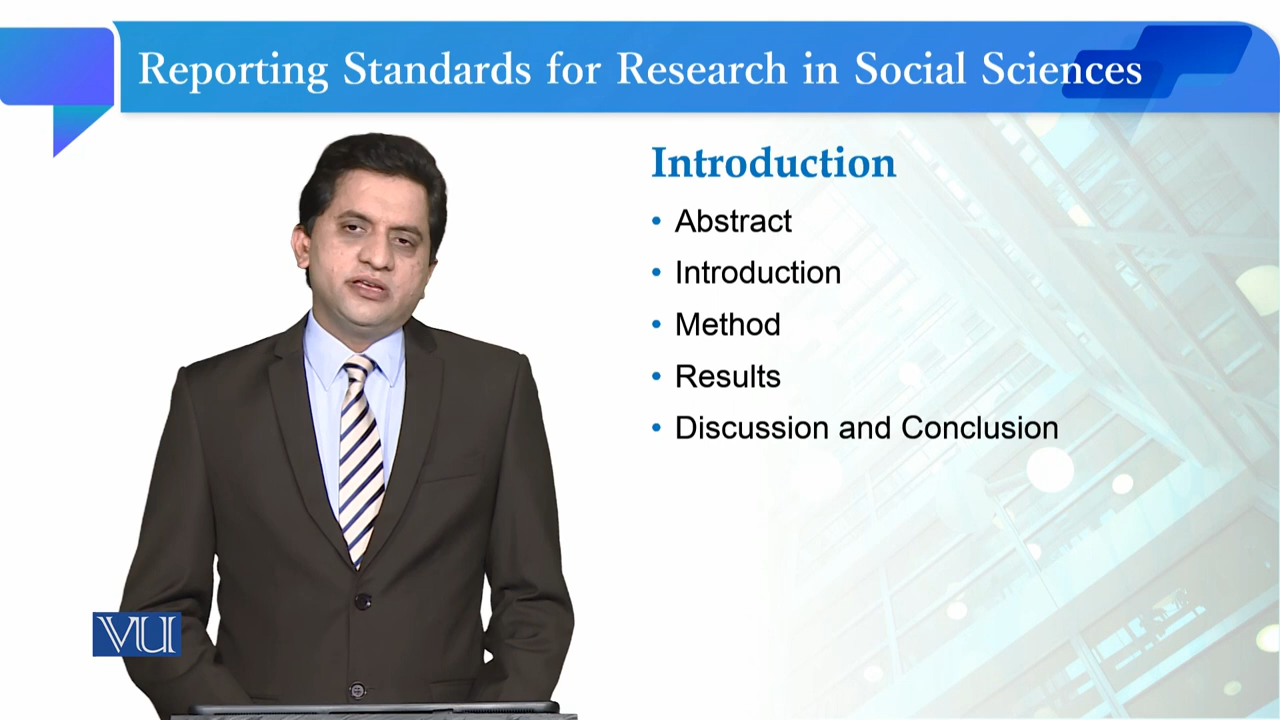 Reporting Standards for Research in Social Sciences
Introduction
• Abstract
• Introduction
• Method
• Results
• Discussion and Conclusion
VU